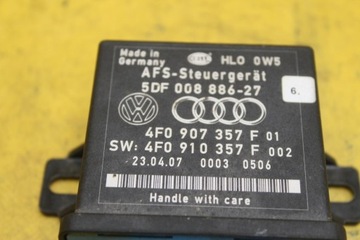 Made in Germany
HLO 0W5
AFS-Steuergerät
5DF 008 886-27
6.
4F0 907 357 F 01
SW: 4F0 910 357 F 002
23.04.07 0003 0506
Handle with care